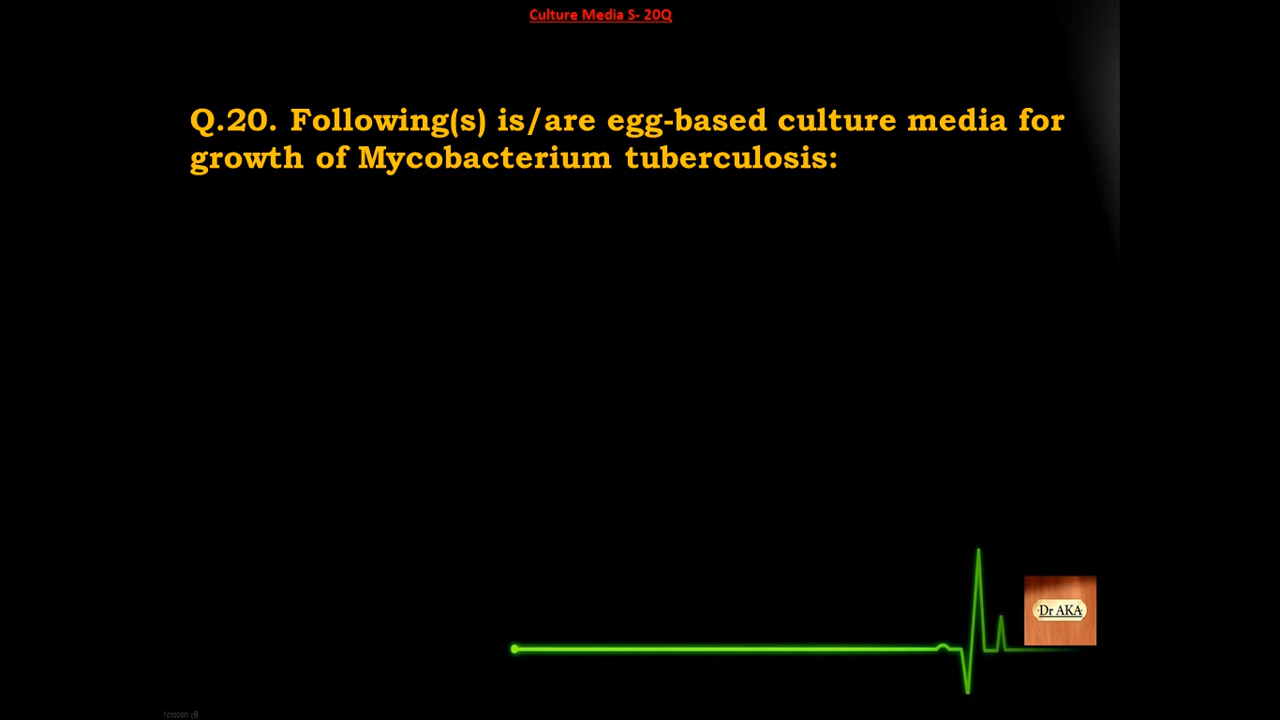 Culture Media S- 20Q
Q.20. Following(s) is/are egg-based culture media for
growth of Mycobacterium tuberculosis:
Dr AKA